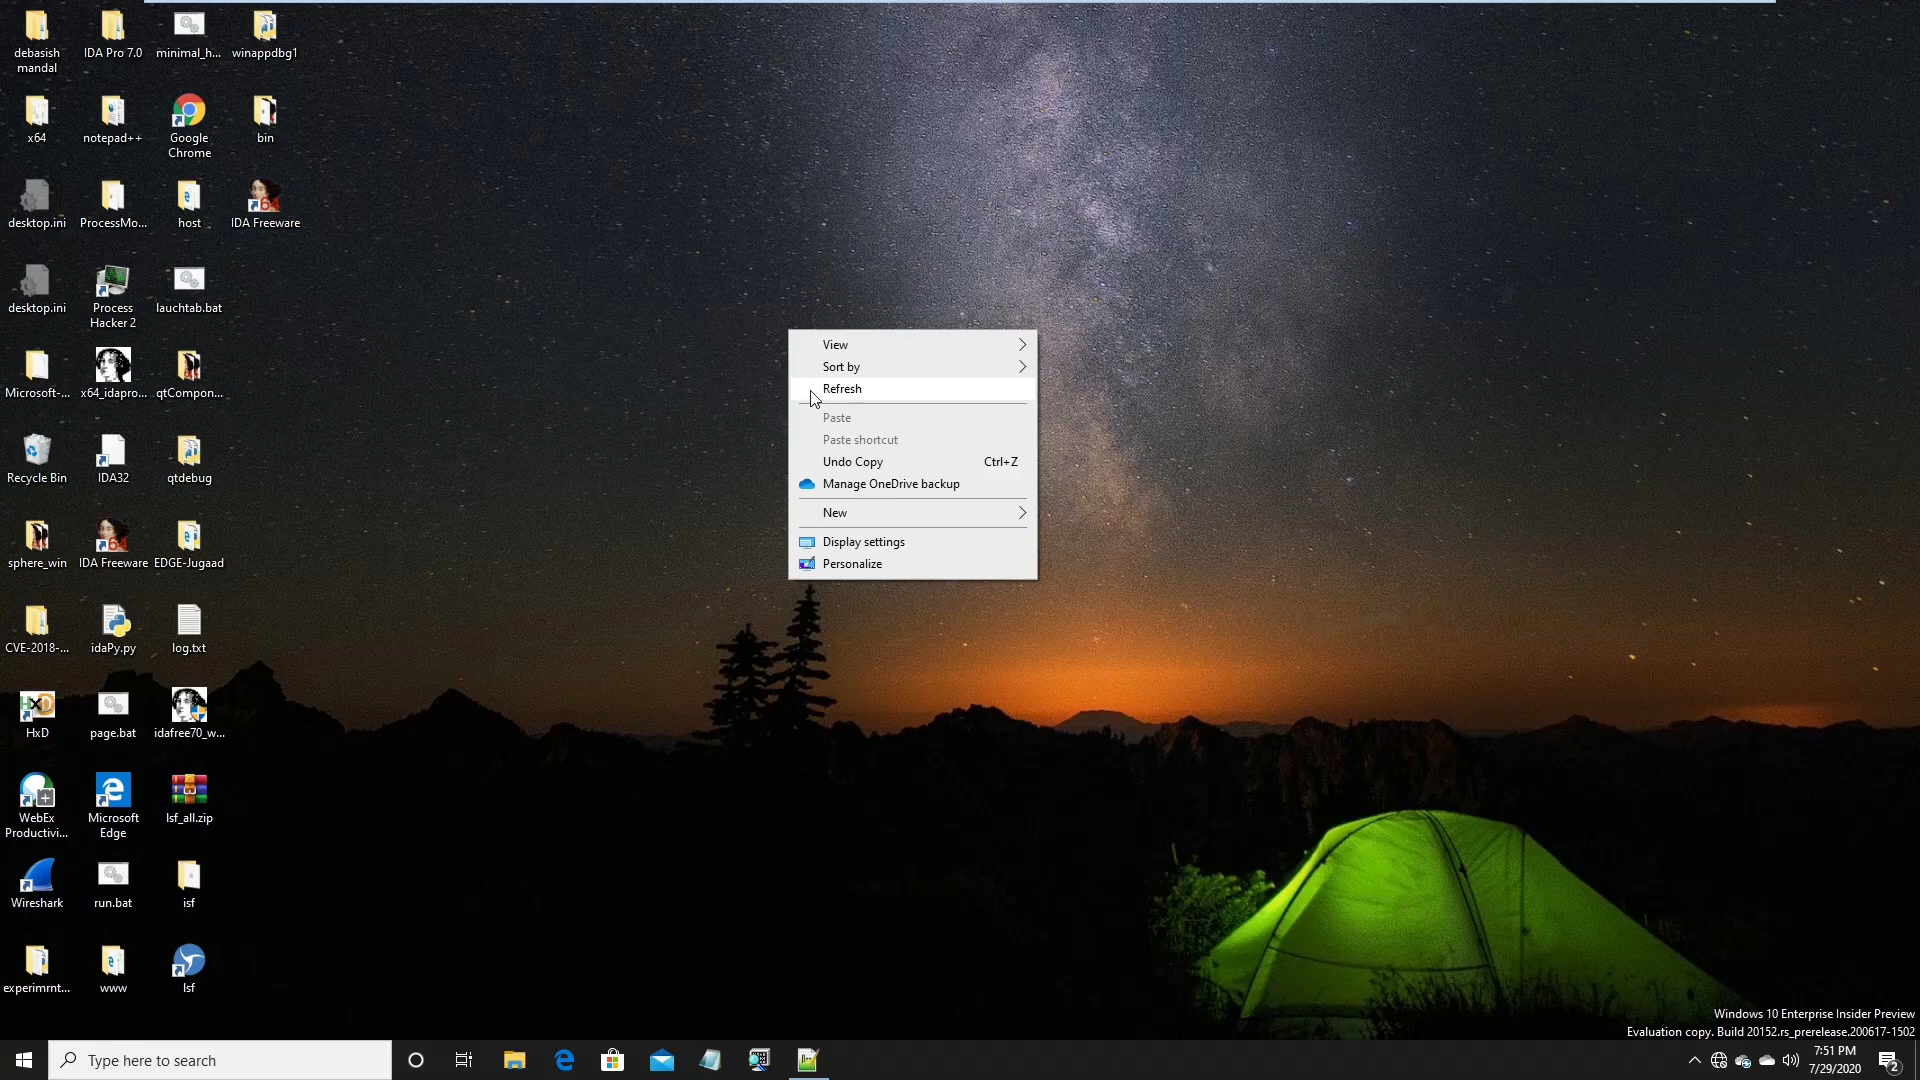 debasish
mandal
IDA Pro 7.0
minimal_h...
winappdbg1
x64
notepad++
Google
Chrome
bin
desktop.ini
ProcessMo...
host
IDA Freeware
desktop.ini
Process
Hacker 2
lauchtab.bat
Microsoft-...
x64_idapro...
qtCompon...
Recycle Bin
IDA32
qtdebug
sphere_win
IDA Freeware
EDGE-Jugaad
CVE-2018-...
idaPy.py
log.txt
HxD
page.bat
idafree70_w...
WebEx
Productivi...
Microsoft
Edge
lsf_all.zip
Wireshark
run.bat
isf
experimrnt...
www
lsf
View
Sort by
Refresh
Paste
Paste shortcut
Undo Copy Ctrl+Z
Manage OneDrive backup
New
Display settings
Personalize
Windows 10 Enterprise Insider Preview
Evaluation copy. Build 20152.rs_prerelease.200617-1502
Type here to search
7:51 PM
7/29/2020
2